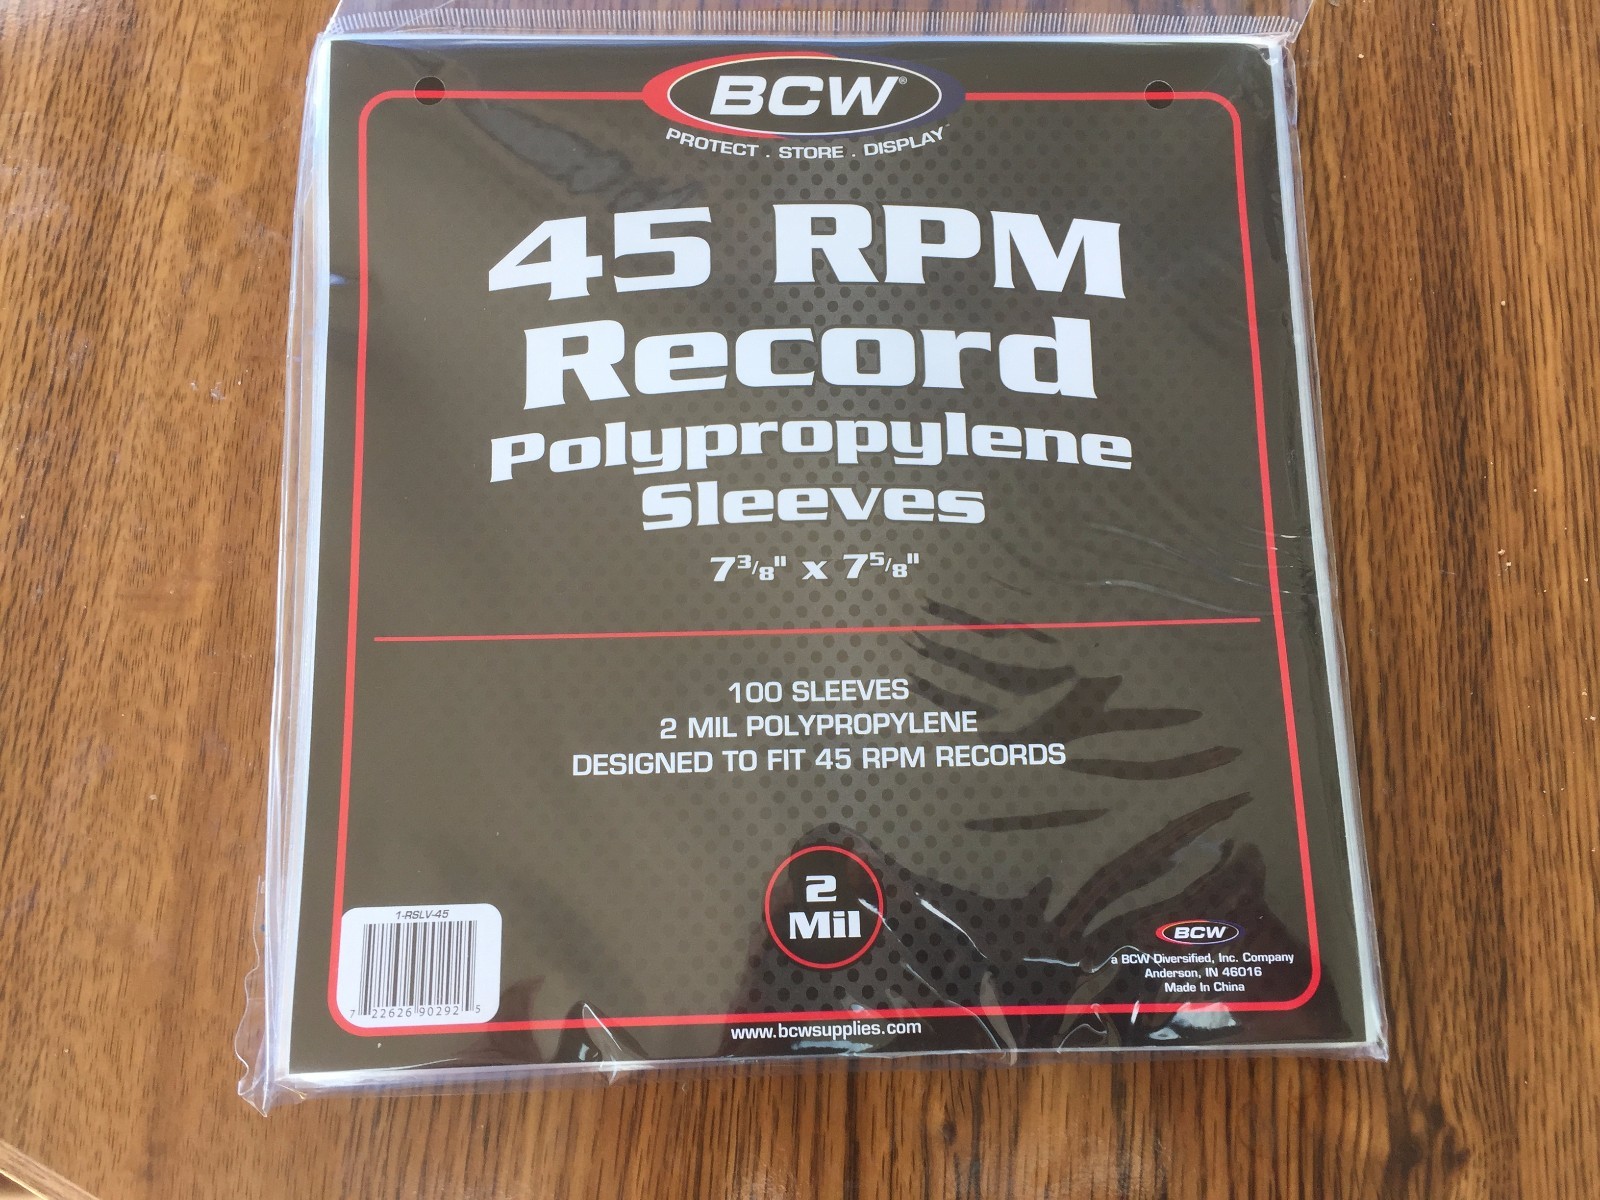 BCW®
PROTECT . STORE . DISPLAY™
45 RPM
Record
Polypropylene
Sleeves
7 3/8" x 7 5/8"
100 SLEEVES
2 MIL POLYPROPYLENE
DESIGNED TO FIT 45 RPM RECORDS
2
Mil
1-RSLV-45
7 22626 90292 5
BCW
a BCW Diversified, Inc. Company
Anderson, IN 46016
Made In China
www.bcwsupplies.com